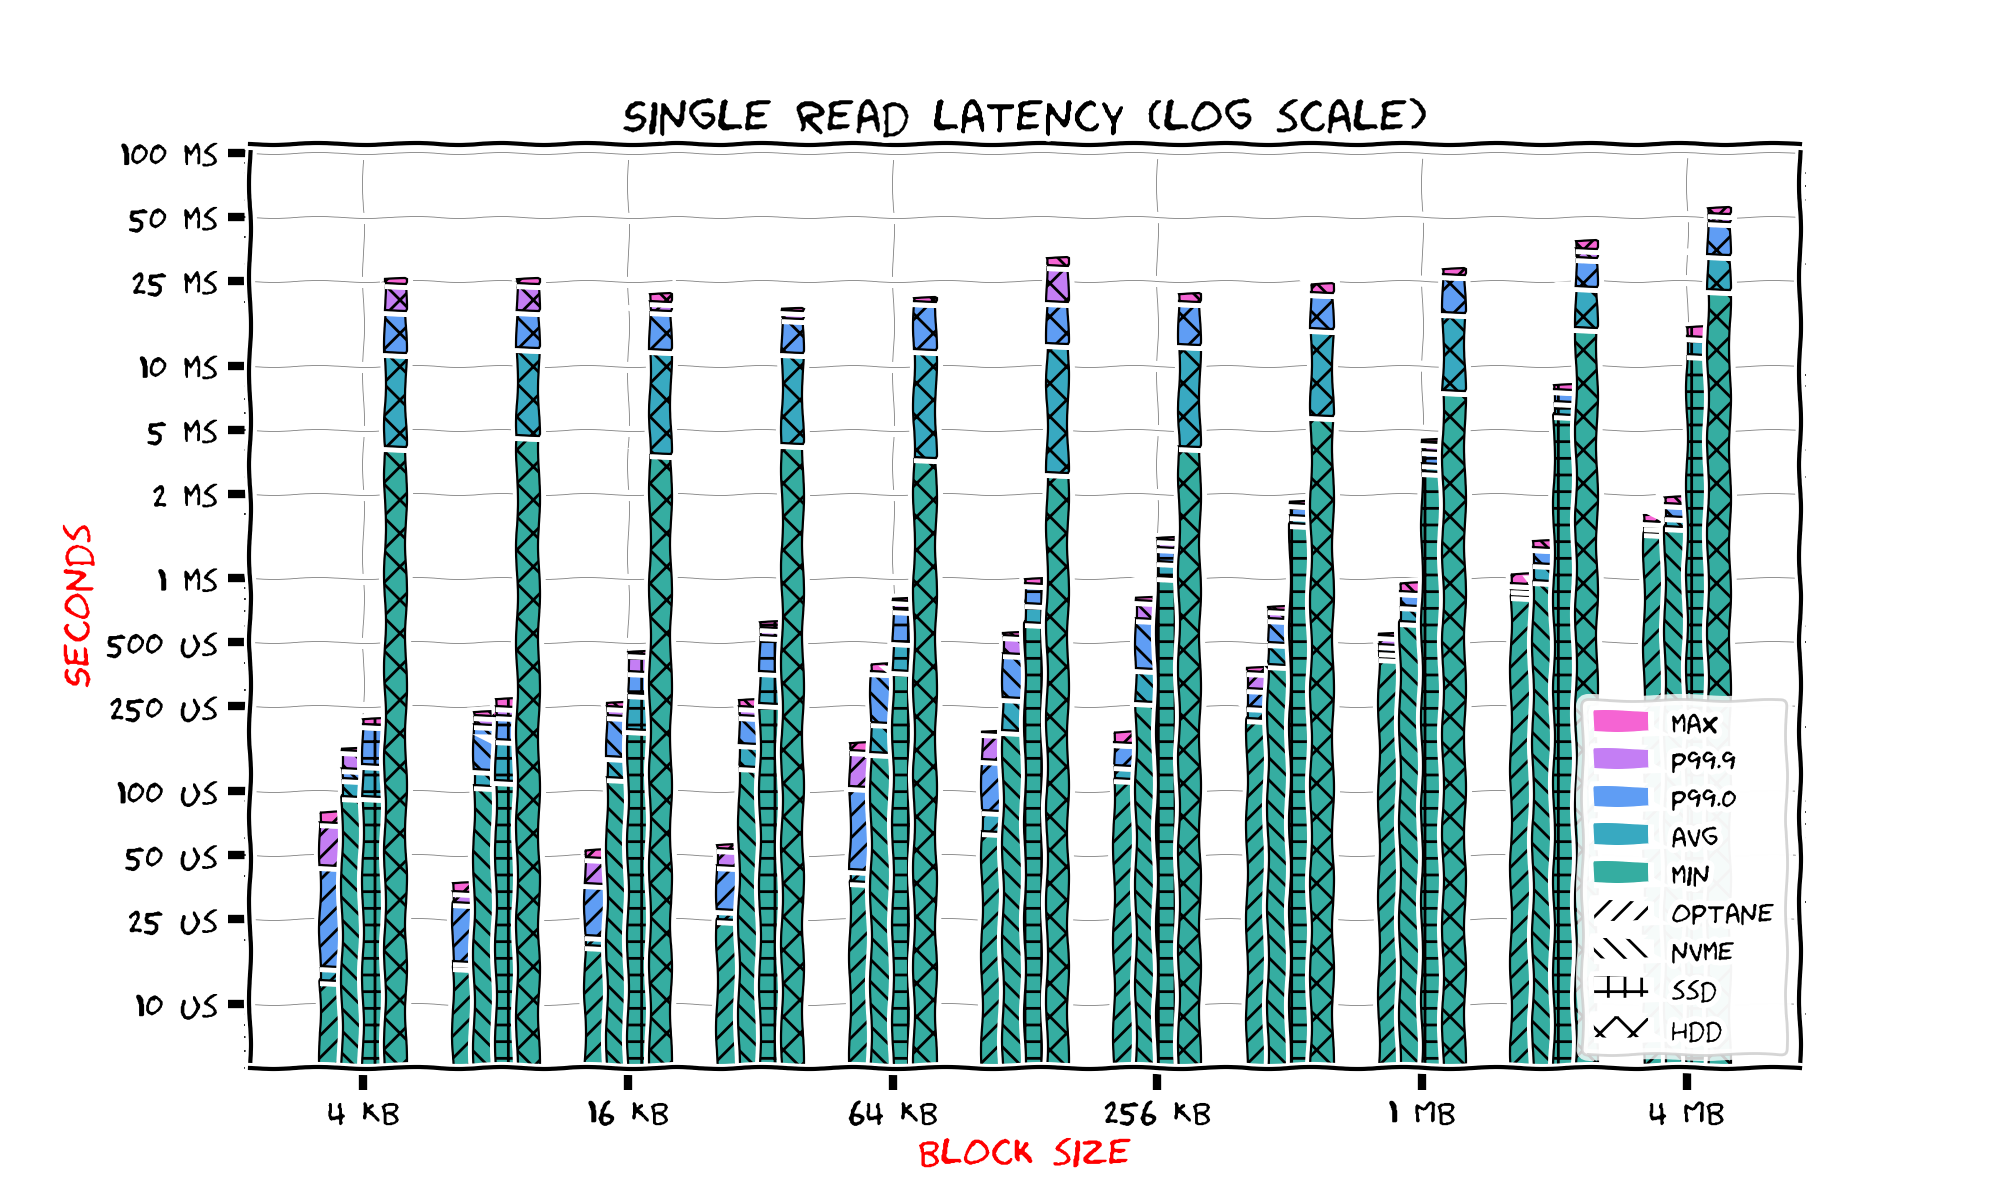 SINGLE READ LATENCY (LOG SCALE)
100 MS
50 MS
25 MS
10 MS
5 MS
2 MS
1 MS
500 US
250 US
100 US
50 US
25 US
10 US
SECONDS
MAX
P99.9
P99.0
AVG
MIN
OPTANE
NVME
SSD
HDD
4 KB
16 KB
64 KB
256 KB
1 MB
4 MB
BLOCK SIZE